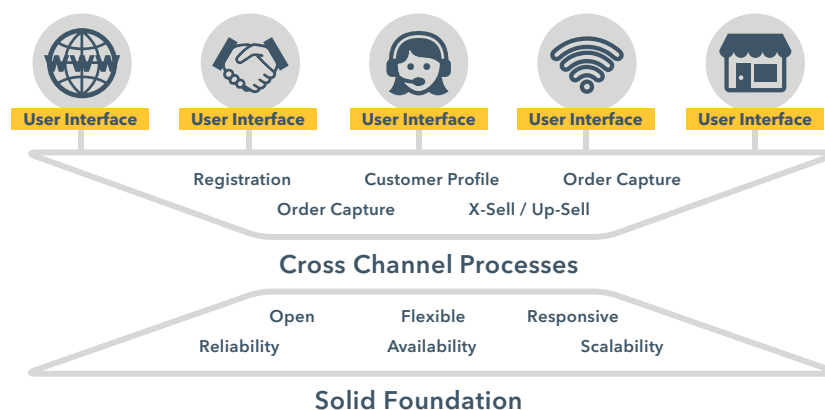 WWW
User Interface
User Interface
User Interface
User Interface
User Interface
Registration
Customer Profile
Order Capture
Order Capture
X-Sell / Up-Sell
Cross Channel Processes
Open
Flexible
Responsive
Reliability
Availability
Scalability
Solid Foundation